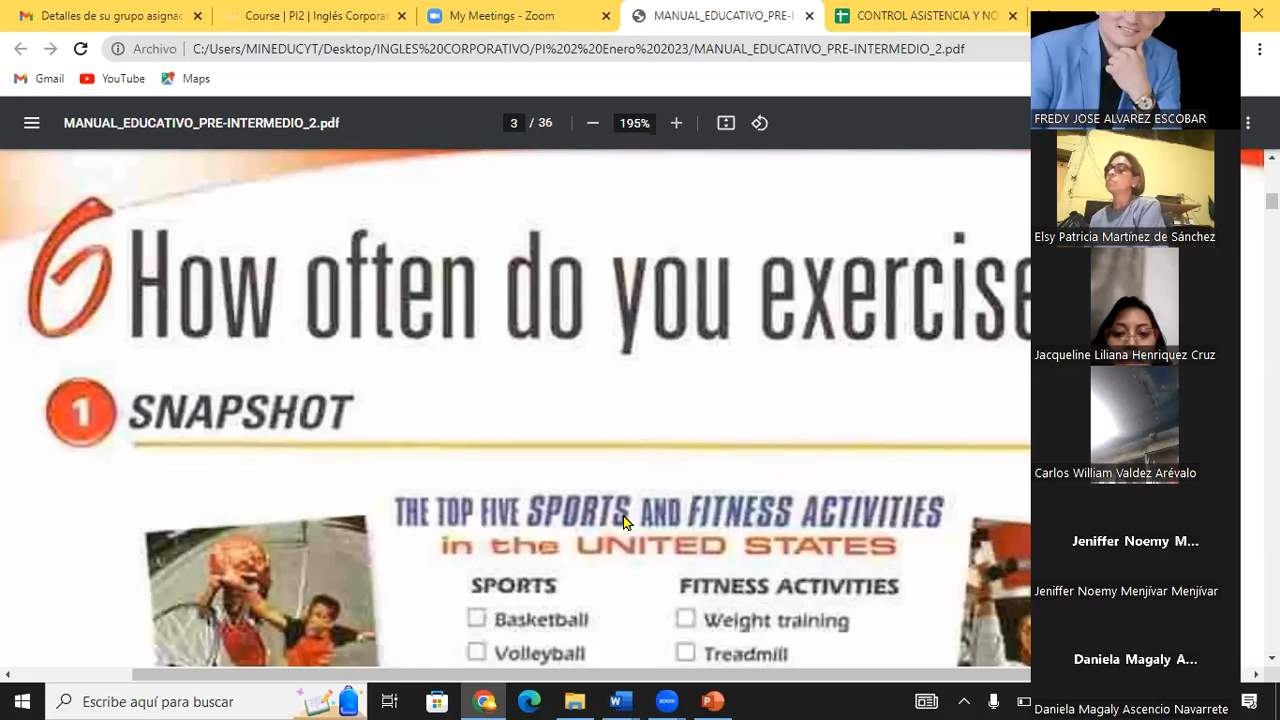 Detalles de su grupo asignac
Course | PI2 | Inglés Corporat
My Meetings - Zoom
MANUAL_EDUCATIVO_PRE-I
CONTROL ASISTENCIA Y NO
Archivo
C:/Users/MINEDUCYT/Desktop/INGLES%20CORPORATIVO/PI%202%20Enero%202023/MANUAL_EDUCATIVO_PRE-INTERMEDIO_2.pdf
Gmail
YouTube
Maps
MANUAL_EDUCATIVO_PRE-INTERMEDIO_2.pdf
3 / 36
195%
6 How often do you exercise
1 SNAPSHOT
THE TOP FIVE SPORTS AND FITNESS ACTIVITIES
in the UNITED STATES
SPORTS
FITNESS ACTIVITIES
Basketball
Weight training
Volleyball
Treadmill
FREDY JOSE ALVAREZ ESCOBAR
Elsy Patricia Martínez de Sánchez
Jacqueline Liliana Henriquez Cruz
Carlos William Valdez Arévalo
Jeniffer Noemy M...
Jeniffer Noemy Menjívar Menjívar
Daniela Magaly A...
Daniela Magaly Ascencio Navarrete
Escribe aquí para buscar